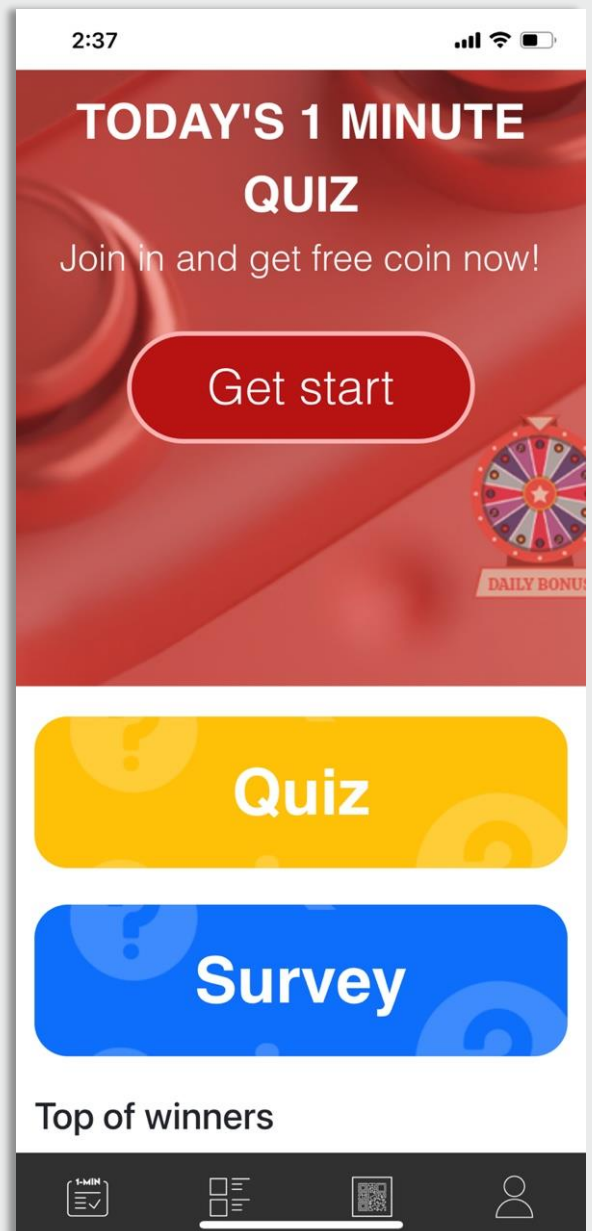 2:37
TODAY'S 1 MINUTE
QUIZ
Join in and get free coin now!
Get start
DAILY BONUS
Quiz
Survey
Top of winners
1-MIN